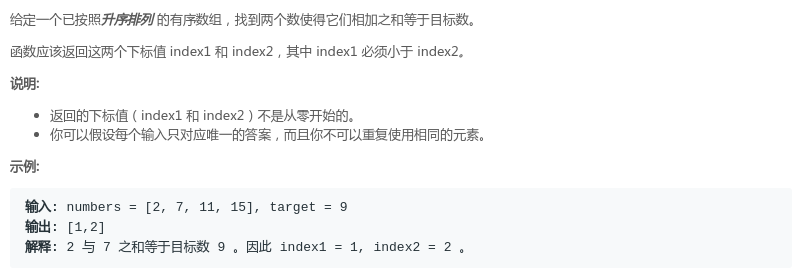 给定一个已按照升序排列 的有序数组，找到两个数使得它们相加之和等于目标数。
函数应该返回这两个下标值 index1 和 index2，其中 index1 必须小于 index2。
说明:
返回的下标值（index1 和 index2）不是从零开始的。
你可以假设每个输入只对应唯一的答案，而且你不可以重复使用相同的元素。
示例:
输入: numbers = [2, 7, 11, 15], target = 9
输出: [1,2]
解释: 2 与 7 之和等于目标数 9 。因此 index1 = 1, index2 = 2 。